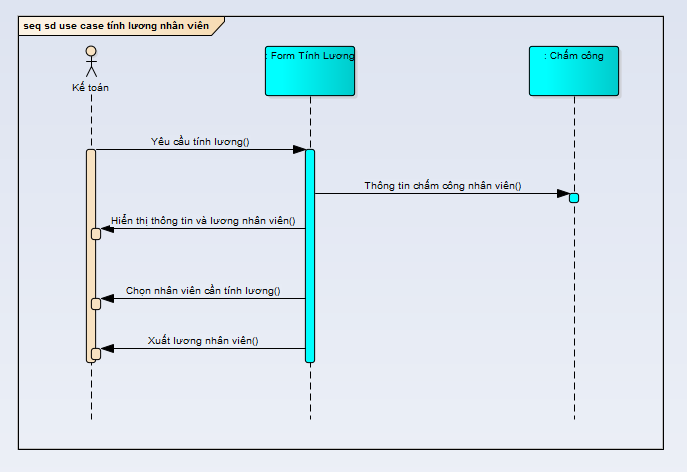 seq sd use case tính lương nhân viên
: Form Tính Lương
: Chấm công
Kế toán
Yêu cầu tính lương()
Thông tin chấm công nhân viên()
Hiển thị thông tin và lương nhân viên()
Chọn nhân viên cần tính lương()
Xuất lương nhân viên()